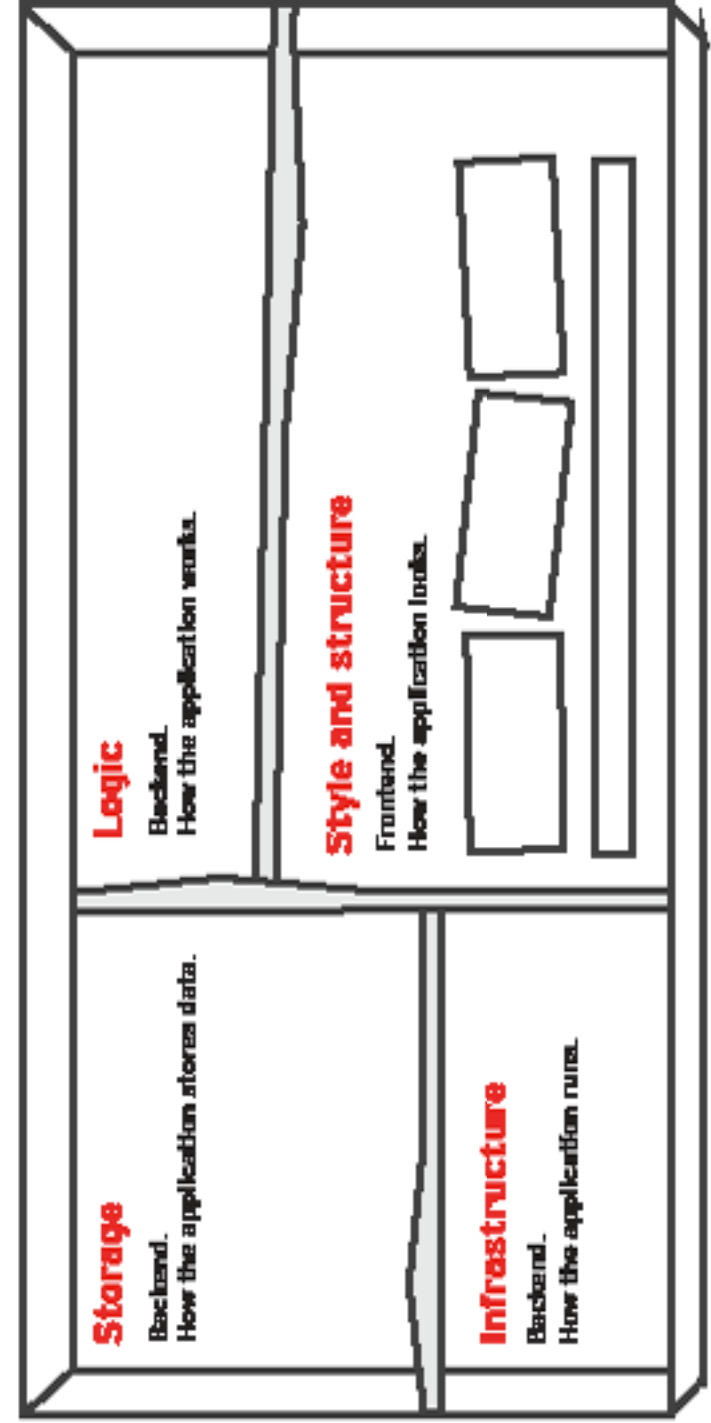 Storage
Backend.
How the application stores data.
Logic
Backend.
How the application works.
Infrastructure
Backend.
How the application runs.
Style and structure
Frontend.
How the application looks.